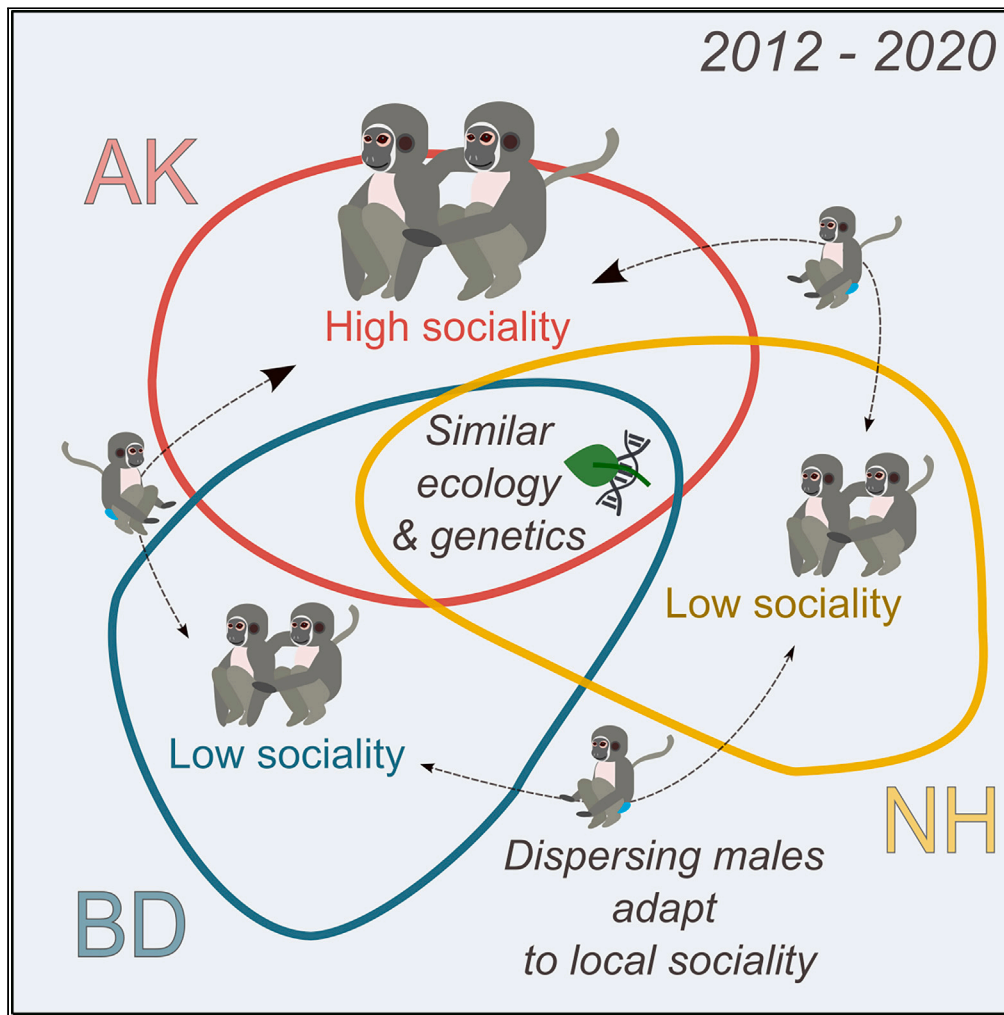 2012 - 2020
AK
High sociality
Similar
ecology
& genetics
Low sociality
Low sociality
NH
Dispersing males
adapt
to local sociality
BD